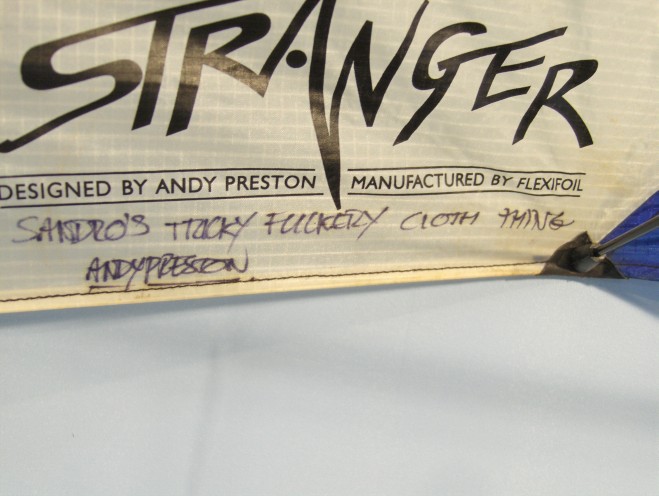 STRANGER
DESIGNED BY ANDY PRESTON MANUFACTURED BY FLEXIFOIL
SANDRO'S TRICKY FUCKERY CLOTH THING
ANDYPRESTON